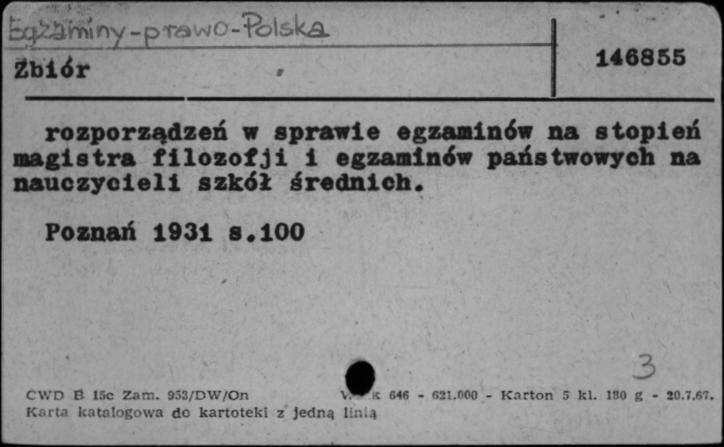 Egzaminy-prawo-Polska
Zbiór
146855
rozporządzeń w sprawie egzaminów na stopień
magistra filozofji i egzaminów państwowych na
nauczycieli szkół średnich.
Poznań 1931 s.100
3
CWD B 15c Zam. 953/DW/On 646 - 621.000 - Karton 5 kl. 180 g - 20.7.67.
Karta katalogowa do kartoteki z jedną linią